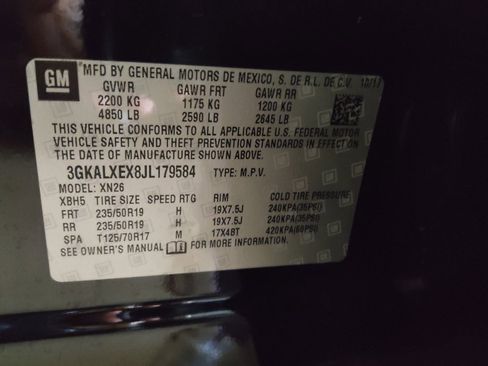 GM
MFD BY GENERAL MOTORS DE MEXICO, S. DE R.L. DE C.V. 10/17
GVWR GAWR FRT GAWR RR
2200 KG 1175 KG 1200 KG
4850 LB 2590 LB 2645 LB
THIS VEHICLE CONFORMS TO ALL APPLICABLE U.S. FEDERAL MOTOR
VEHICLE SAFETY AND THEFT PREVENTION STANDARDS IN EFFECT ON
THE DATE OF MANUFACTURE SHOWN ABOVE.
3GKALXEX8JL179584 TYPE: M.P.V.
MODEL: XN26
XBH5 TIRE SIZE SPEED RTG RIM COLD TIRE PRESSURE
FRT 235/50R19 H 19X7.5J 240KPA(35PSI)
RR 235/50R19 H 19X7.5J 240KPA(35PSI)
SPA T125/70R17 M 17X4BT 420KPA(60PSI)
SEE OWNER'S MANUAL FOR MORE INFORMATION.